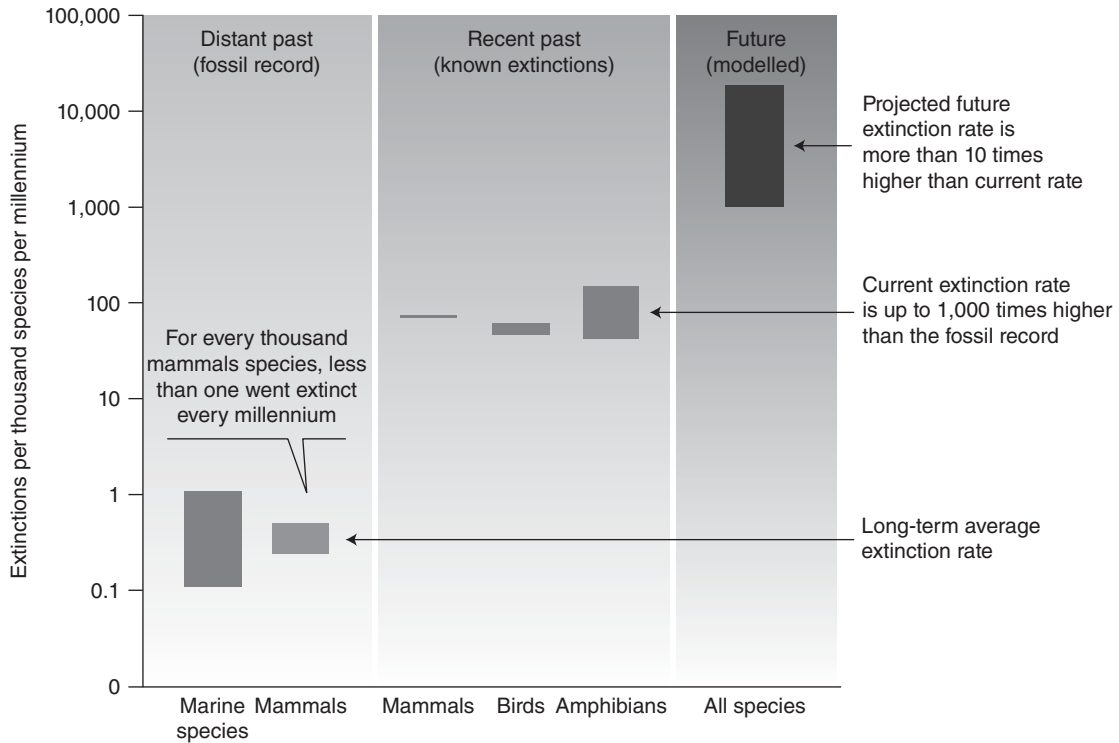 Extinctions per thousand species per millennium
100,000
10,000
1,000
100
10
1
0.1
0
Distant past
(fossil record)
Recent past
(known extinctions)
Future
(modelled)
For every thousand
mammals species, less
than one went extinct
every millennium
Projected future
extinction rate is
more than 10 times
higher than current rate
Current extinction rate
is up to 1,000 times higher
than the fossil record
Long-term average
extinction rate
Marine
species
Mammals
Mammals
Birds
Amphibians
All species